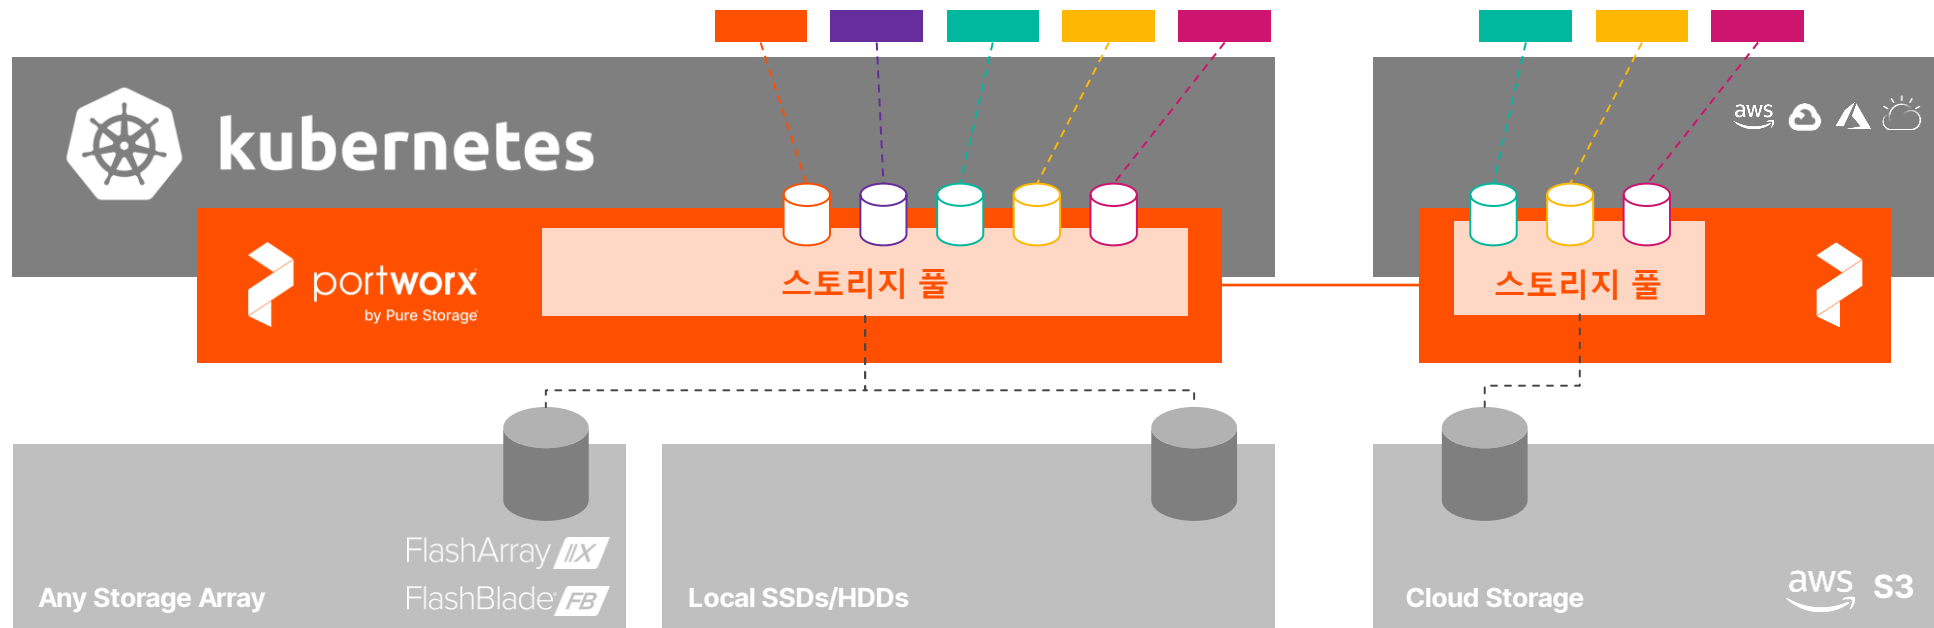 kubernetes
aws
portworx
by Pure Storage
스토리지 풀
스토리지 풀
FlashArray //X
FlashBlade FB
Any Storage Array
Local SSDs/HDDs
Cloud Storage
aws S3